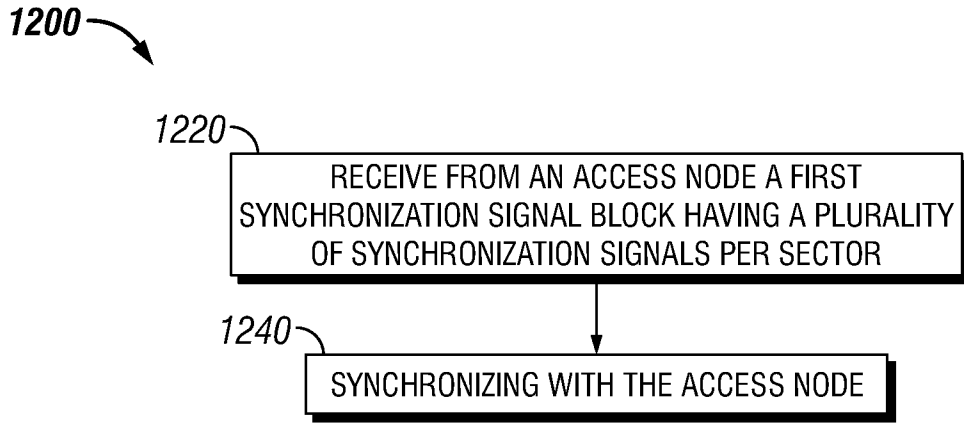 1200
1220
RECEIVE FROM AN ACCESS NODE A FIRST
SYNCHRONIZATION SIGNAL BLOCK HAVING A PLURALITY
OF SYNCHRONIZATION SIGNALS PER SECTOR
1240
SYNCHRONIZING WITH THE ACCESS NODE